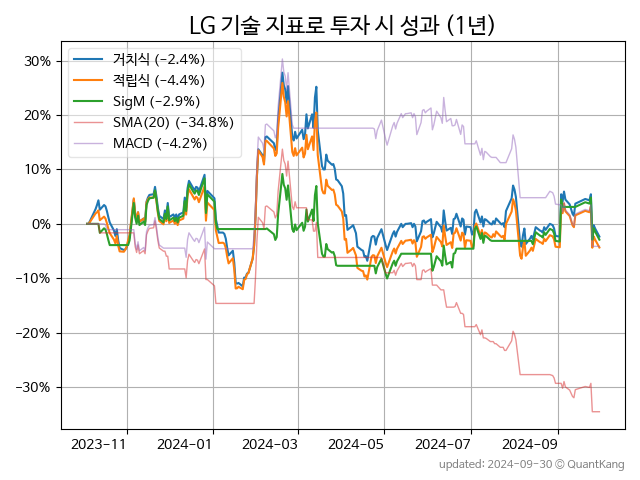 LG 기술 지표로 투자 시 성과 (1년)
거치식 (−2.4%)
적립식 (−4.4%)
SigM (−2.9%)
SMA(20) (−34.8%)
MACD (−4.2%)
30%
20%
10%
0%
−10%
−20%
−30%
2023-11 2024-01 2024-03 2024-05 2024-07 2024-09
updated: 2024-09-30 ⓒ QuantKang